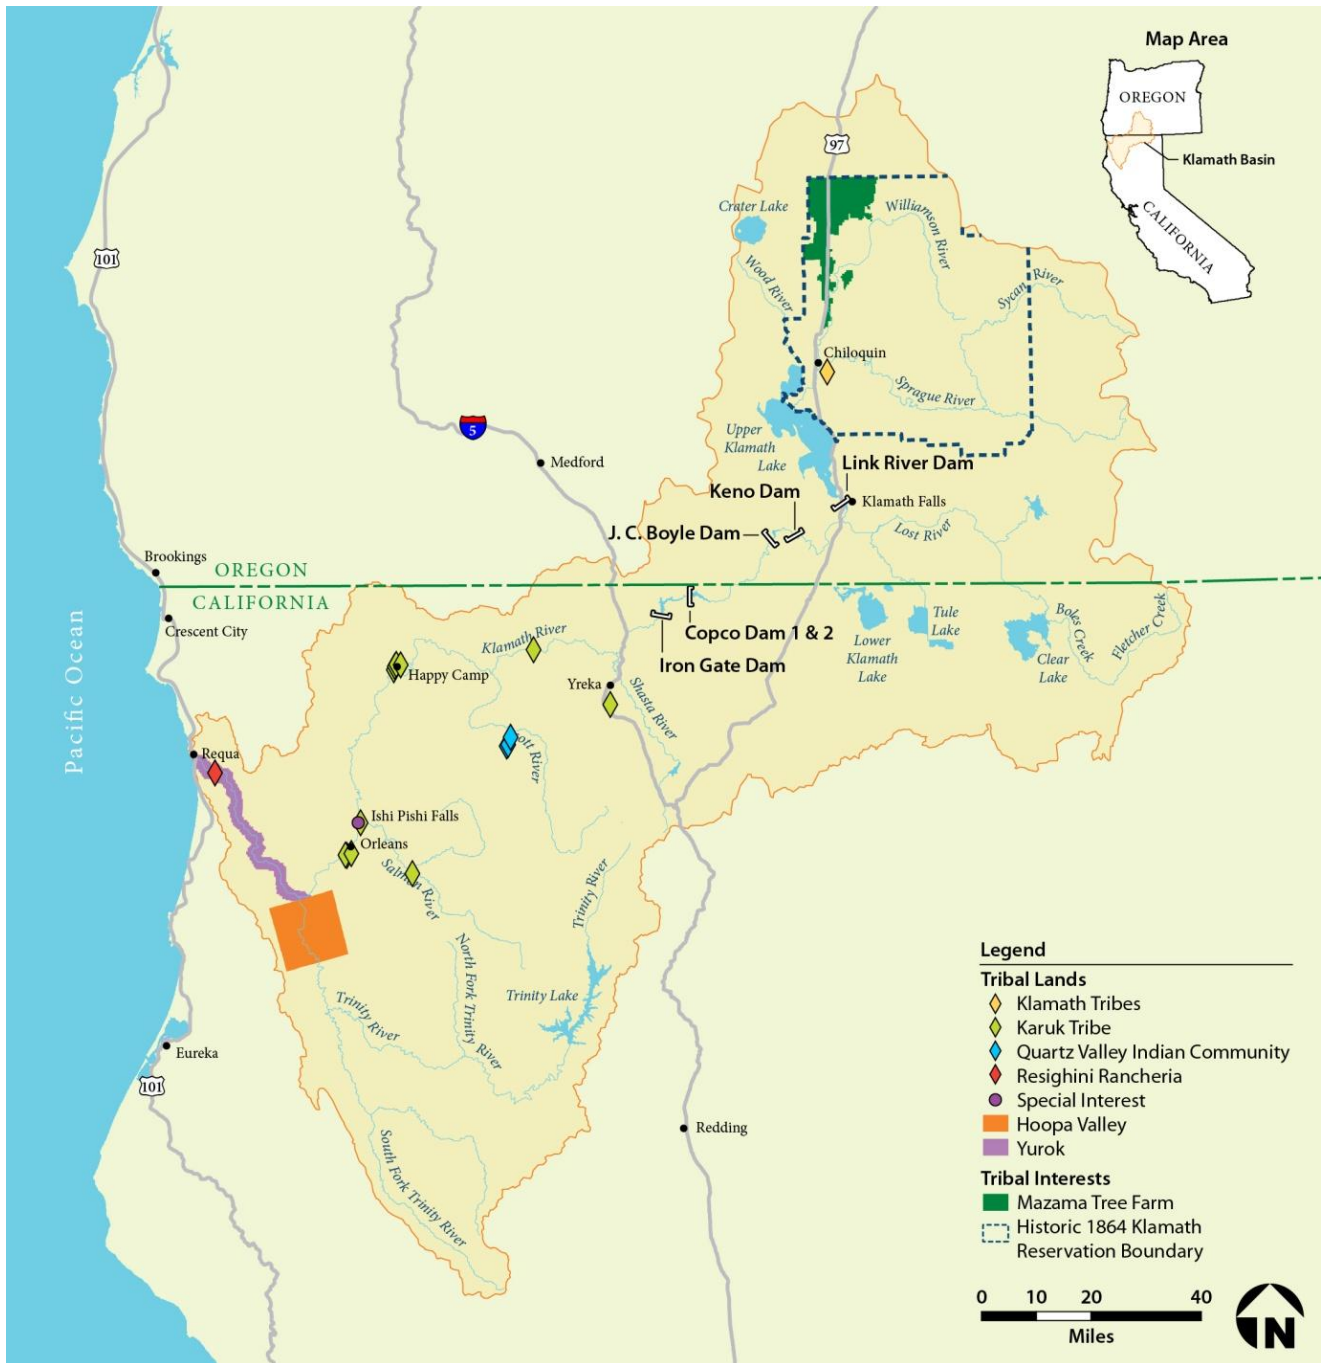 Map Area
OREGON
Klamath Basin
CALIFORNIA
97
Crater Lake
Williamson River
Wood River
Sycan River
101
Chiloquin
Sprague River
5
Upper
Klamath
Lake
Medford
Link River Dam
Keno Dam
Klamath Falls
J. C. Boyle Dam
Lost River
Brookings
OREGON
CALIFORNIA
Crescent City
Pacific Ocean
Klamath River
Copco Dam 1 & 2
Iron Gate Dam
Lower
Klamath
Lake
Tule
Lake
Clear
Lake
Boles Creek
Fletcher Creek
Happy Camp
Yreka
Shasta River
ott River
Requa
Ishi Pishi Falls
Orleans
Salmon River
Trinity River
North Fork Trinity River
Trinity Lake
Trinity River
Eureka
101
South Fork Trinity River
Redding
Legend
Tribal Lands
Klamath Tribes
Karuk Tribe
Quartz Valley Indian Community
Resighini Rancheria
Special Interest
Hoopa Valley
Yurok
Tribal Interests
Mazama Tree Farm
Historic 1864 Klamath
Reservation Boundary
0 10 20 40
Miles
N